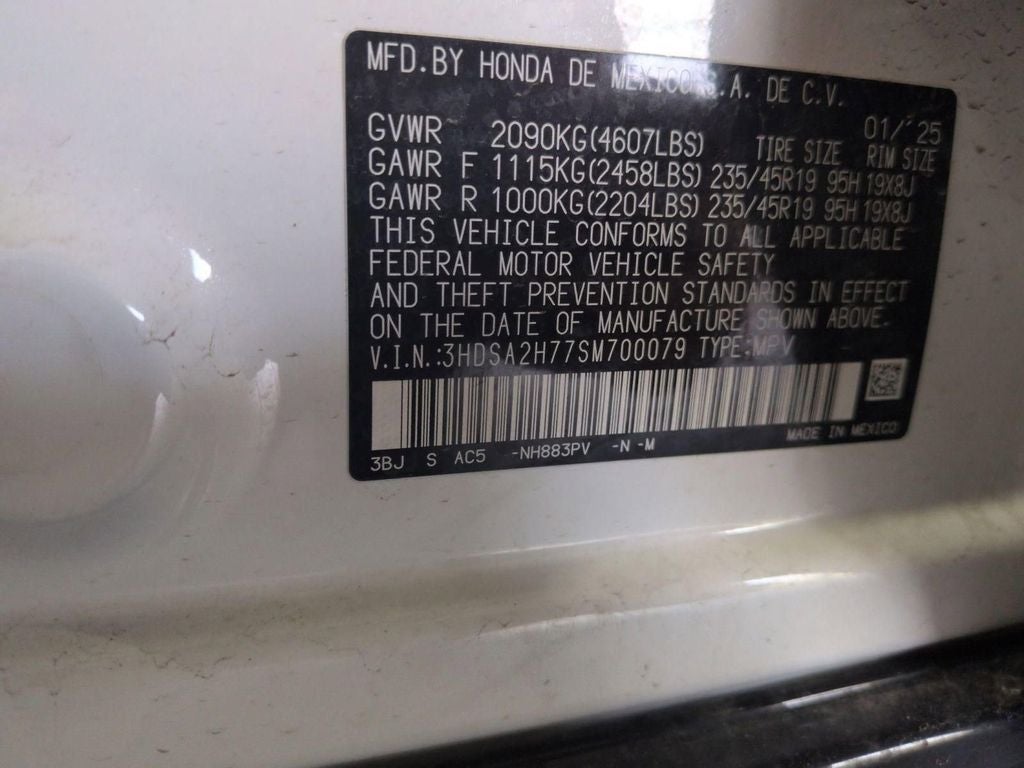 MFD.BY HONDA DE MEXICO S.A. DE C.V.
01/'25
GVWR 2090KG(4607LBS) TIRE SIZE RIM SIZE
GAWR F 1115KG(2458LBS) 235/45R19 95H 19X8J
GAWR R 1000KG(2204LBS) 235/45R19 95H 19X8J
THIS VEHICLE CONFORMS TO ALL APPLICABLE
FEDERAL MOTOR VEHICLE SAFETY
AND THEFT PREVENTION STANDARDS IN EFFECT
ON THE DATE OF MANUFACTURE SHOWN ABOVE.
V.I.N.:3HDSA2H77SM700079 TYPE:MPV
MADE IN MEXICO
3BJ S AC5 -NH883PV -N -M